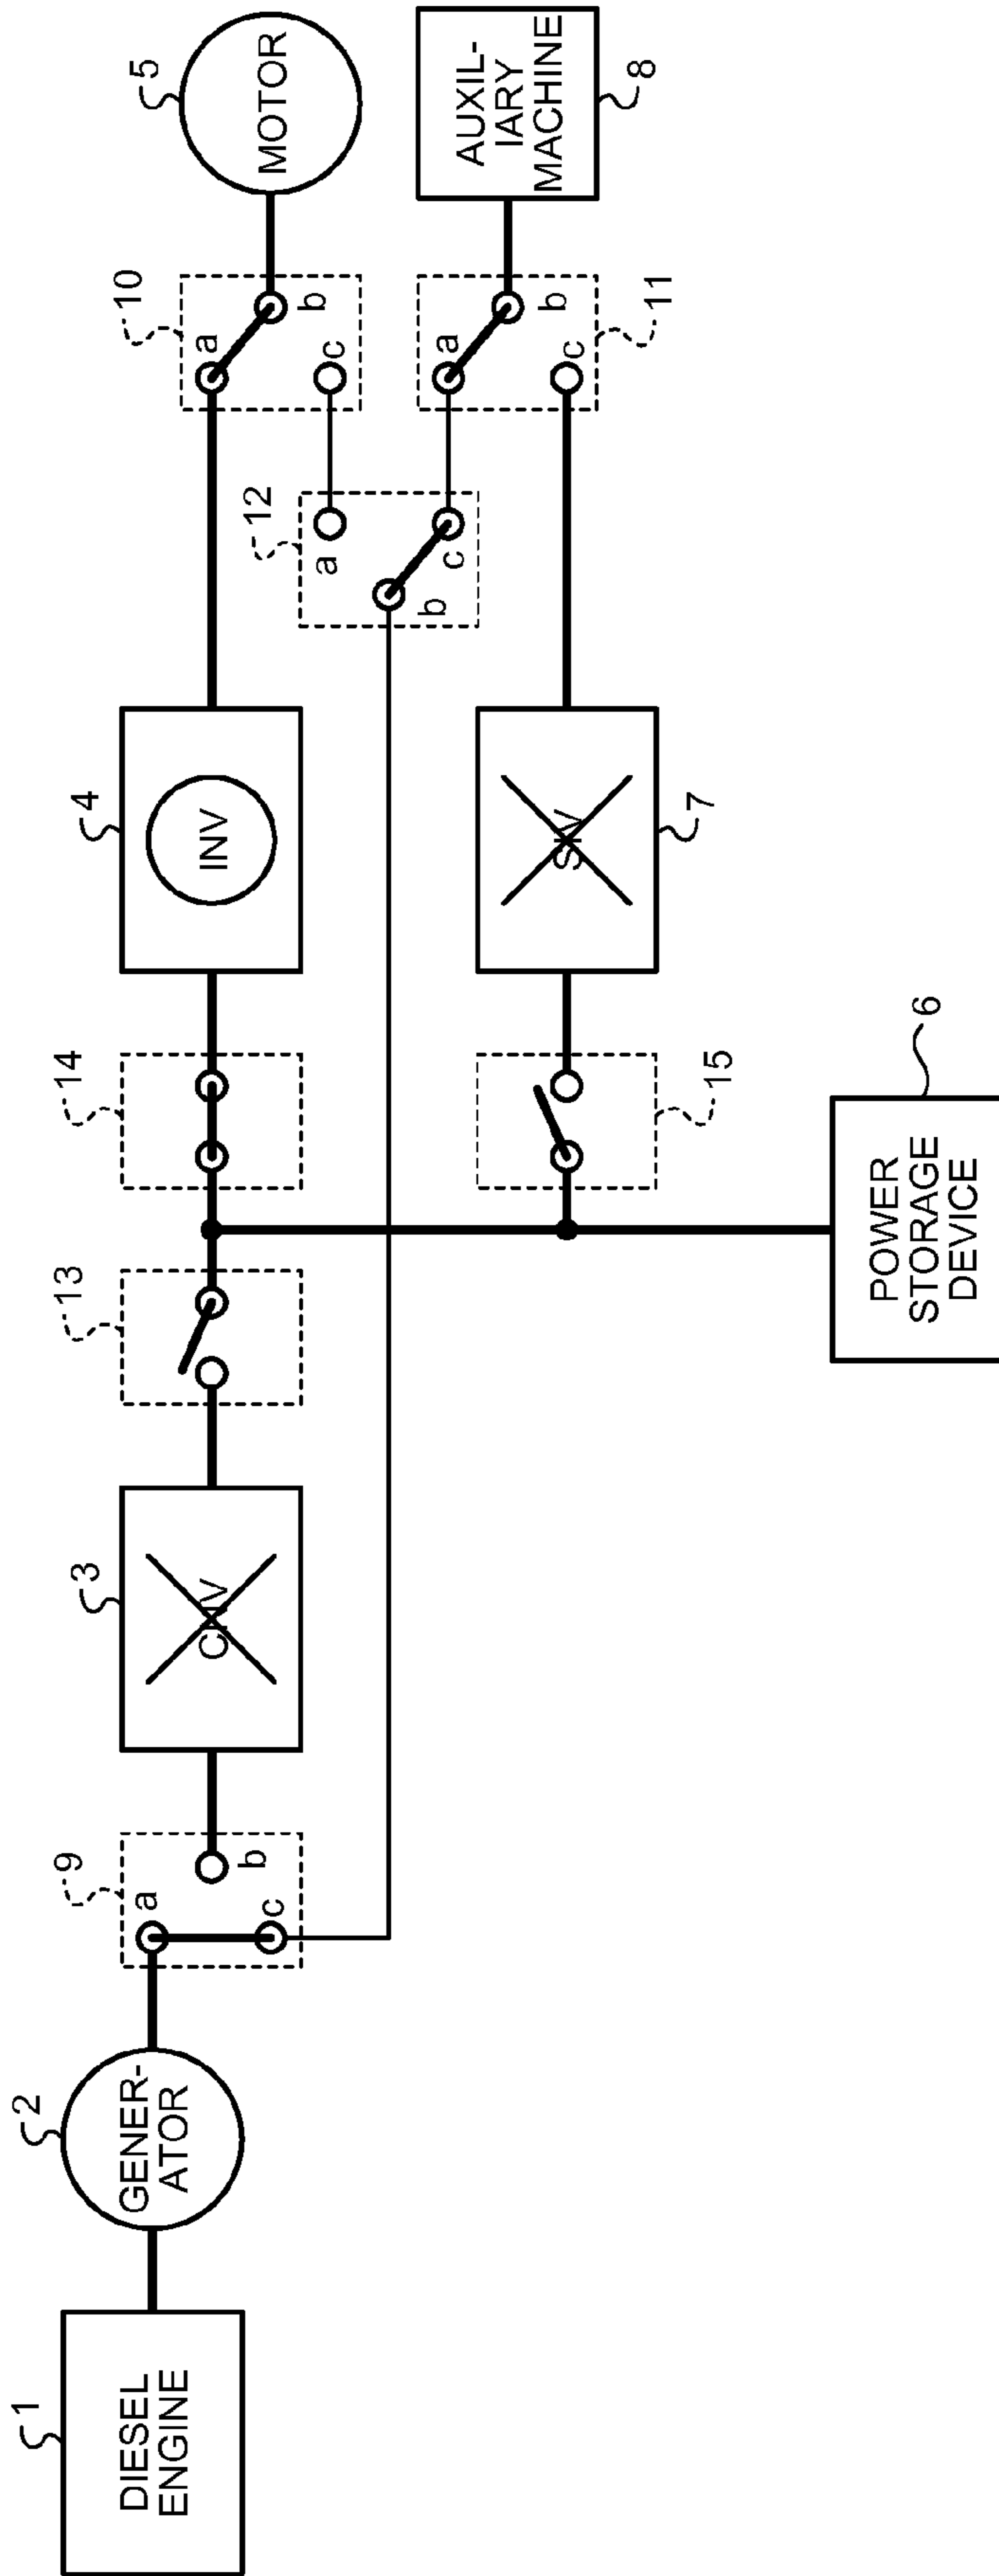 1
DIESEL
ENGINE
2
GENER-
ATOR
9
a
b
c
3
CNV
13
14
4
INV
10
a
b
c
5
MOTOR
12
a
b
c
11
a
b
c
8
AUXIL-
IARY
MACHINE
15
7
SIV
6
POWER
STORAGE
DEVICE